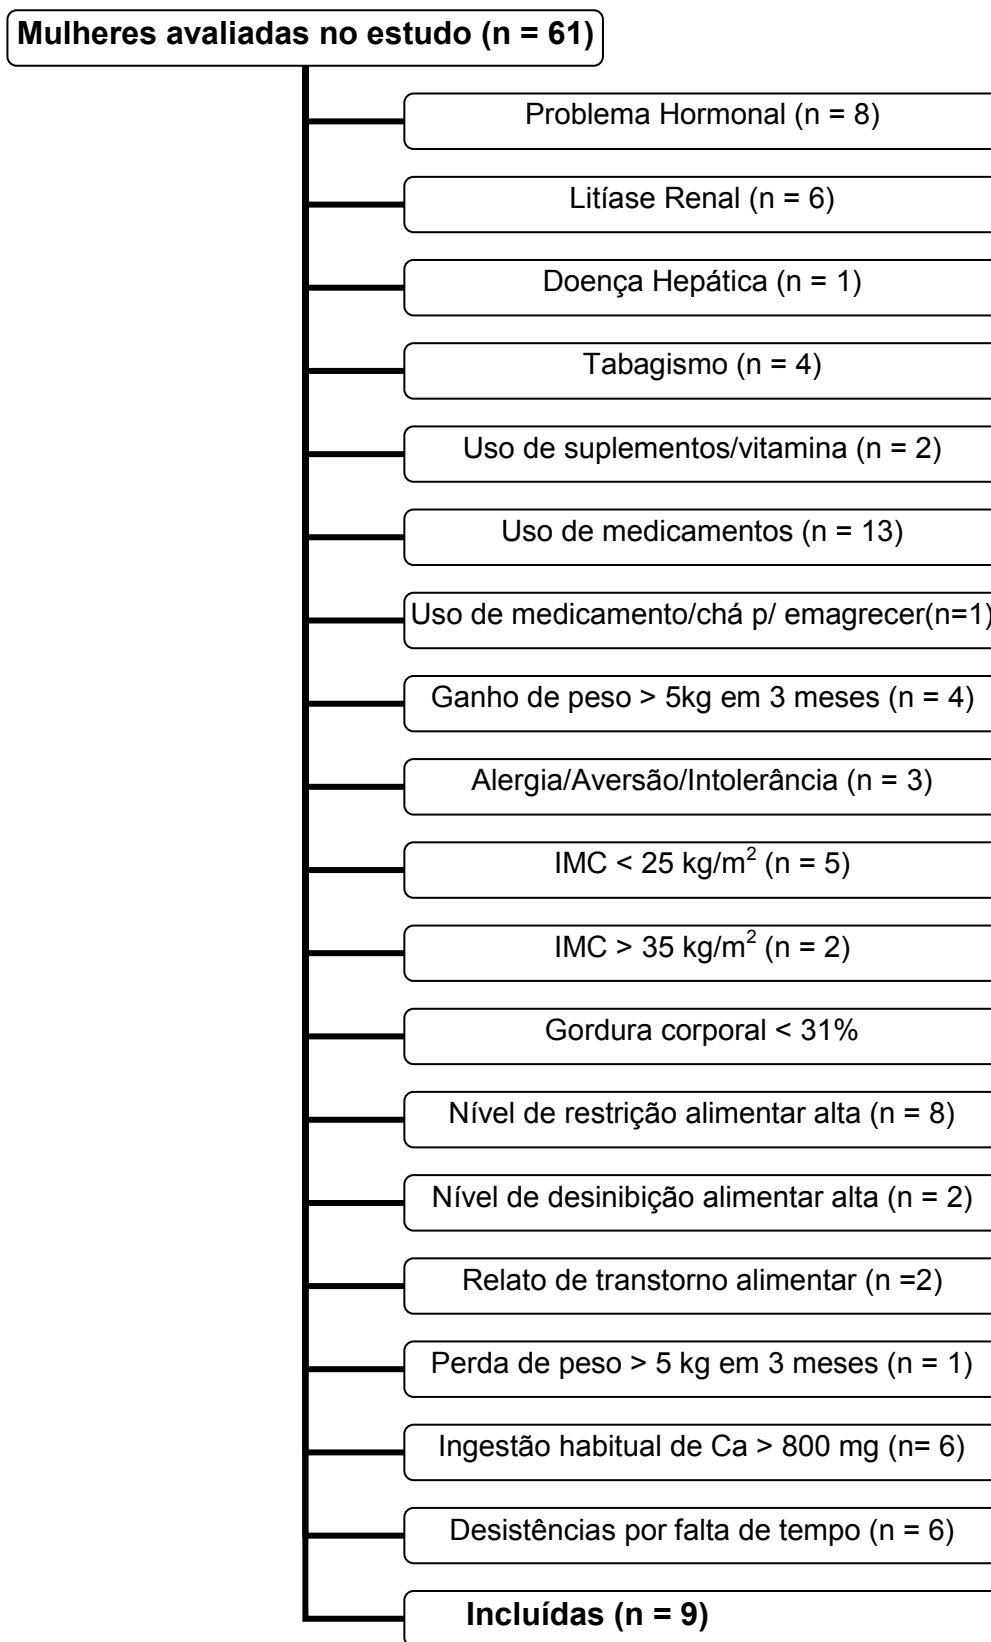 Mulheres avaliadas no estudo (n = 61)
Problema Hormonal (n = 8)
Litíase Renal (n = 6)
Doença Hepática (n = 1)
Tabagismo (n = 4)
Uso de suplementos/vitamina (n = 2)
Uso de medicamentos (n = 13)
Uso de medicamento/chá p/ emagrecer(n=1)
Ganho de peso > 5kg em 3 meses (n = 4)
Alergia/Aversão/Intolerância (n = 3)
IMC < 25 kg/m² (n = 5)
IMC > 35 kg/m² (n = 2)
Gordura corporal < 31%
Nível de restrição alimentar alta (n = 8)
Nível de desinibição alimentar alta (n = 2)
Relato de transtorno alimentar (n =2)
Perda de peso > 5 kg em 3 meses (n = 1)
Ingestão habitual de Ca > 800 mg (n= 6)
Desistências por falta de tempo (n = 6)
Incluídas (n = 9)